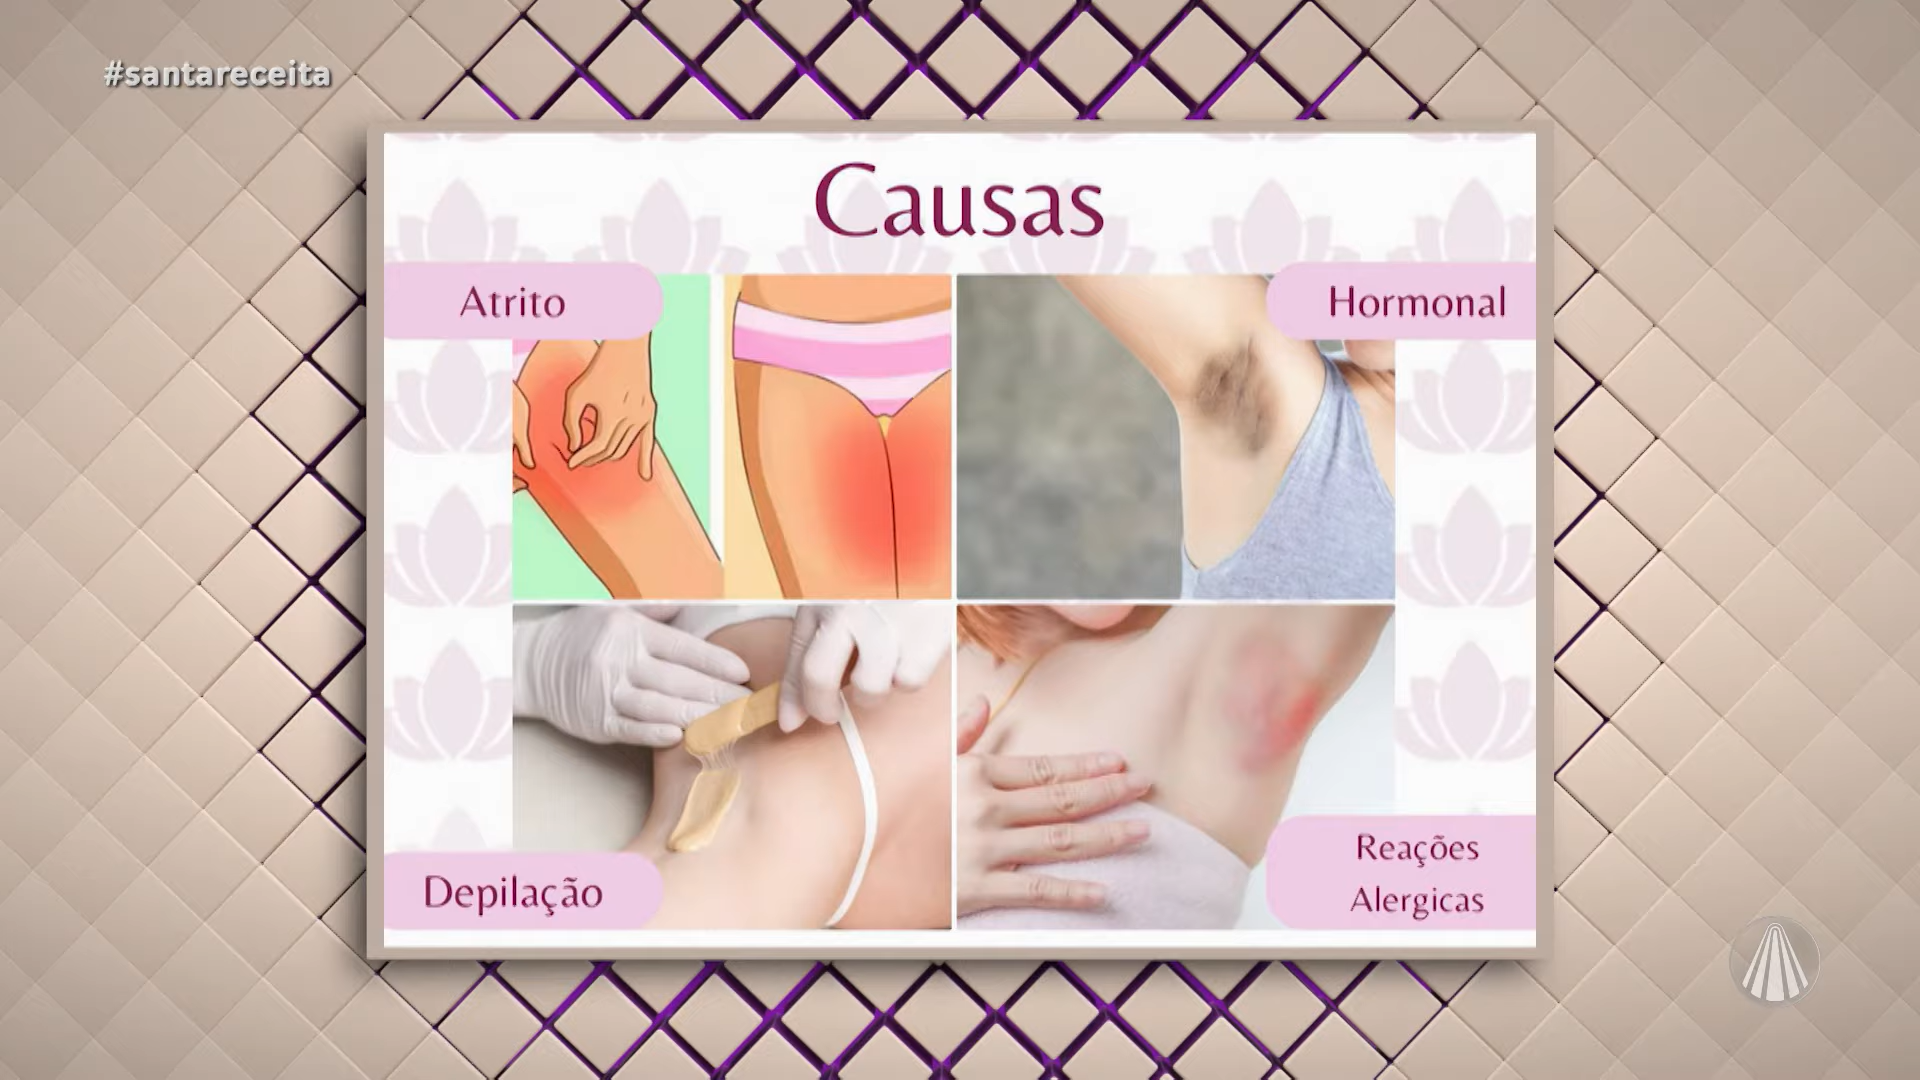 #santareceita
Causas
Atrito
Hormonal
Depilação
Reações
Alergicas